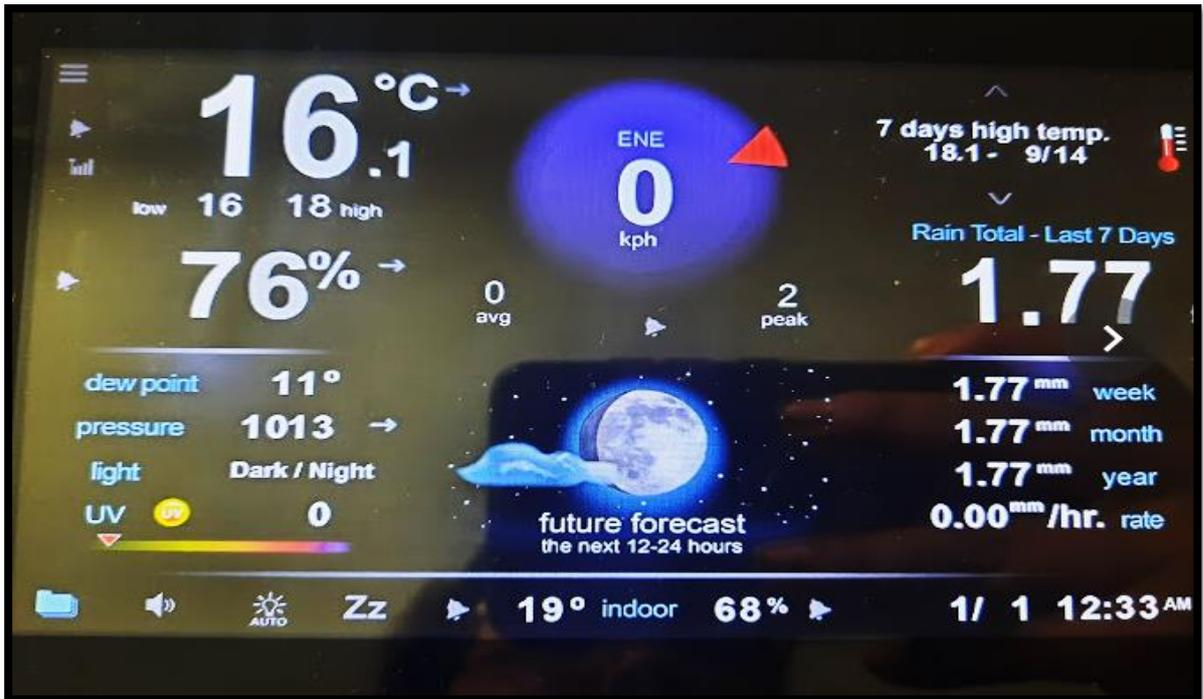 16.1 °C →
low 16 18 high
76% →
ENE
0
kph
0 avg
2 peak
7 days high temp.
18.1 - 9/14
Rain Total - Last 7 Days
1.77
dew point 11°
pressure 1013 →
light Dark / Night
UV UV 0
future forecast
the next 12-24 hours
1.77 mm week
1.77 mm month
1.77 mm year
0.00 mm/hr. rate
AUTO
Zz
19° indoor 68%
1/ 1 12:33 AM